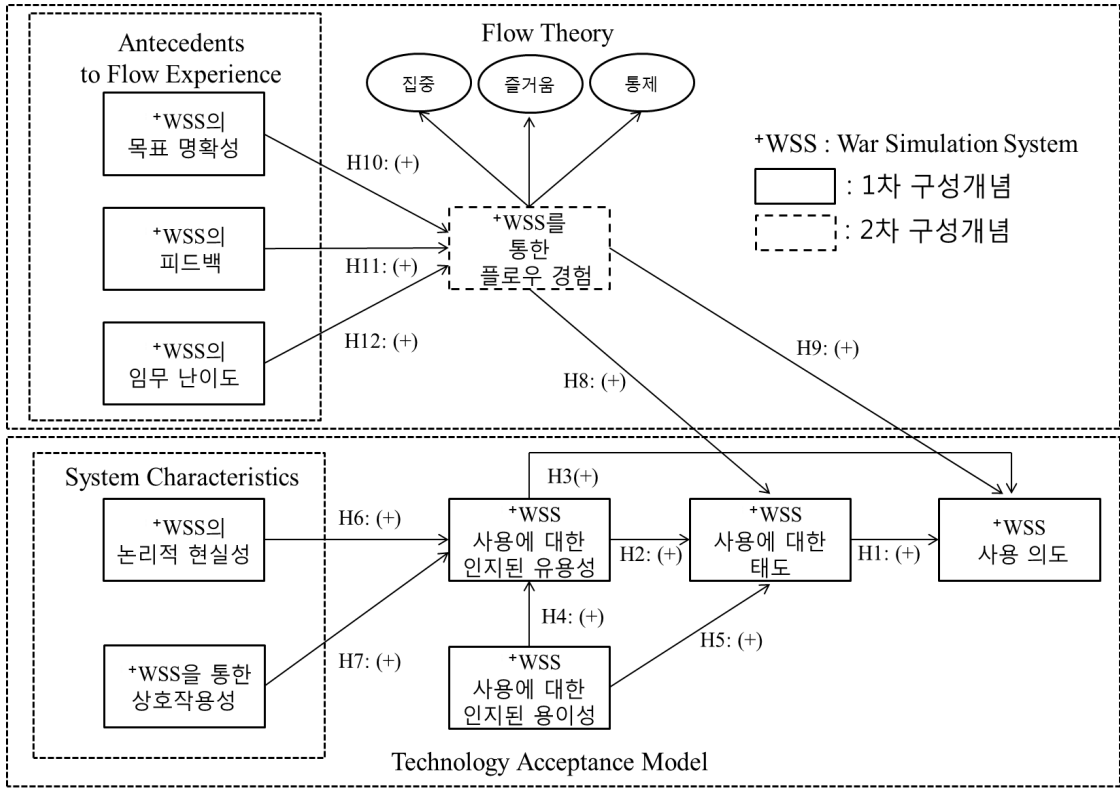 Antecedents
to Flow Experience
⁺WSS의
목표 명확성
⁺WSS의
피드백
⁺WSS의
임무 난이도
Flow Theory
집중
즐거움
통제
⁺WSS : War Simulation System
: 1차 구성개념
: 2차 구성개념
H10: (+)
H11: (+)
H12: (+)
⁺WSS를
통한
플로우 경험
H8: (+)
H9: (+)
System Characteristics
⁺WSS의
논리적 현실성
⁺WSS을 통한
상호작용성
H6: (+)
H7: (+)
H3(+)
⁺WSS
사용에 대한
인지된 유용성
H2: (+)
⁺WSS
사용에 대한
태도
H1: (+)
⁺WSS
사용 의도
H4: (+)
H5: (+)
⁺WSS
사용에 대한
인지된 용이성
Technology Acceptance Model